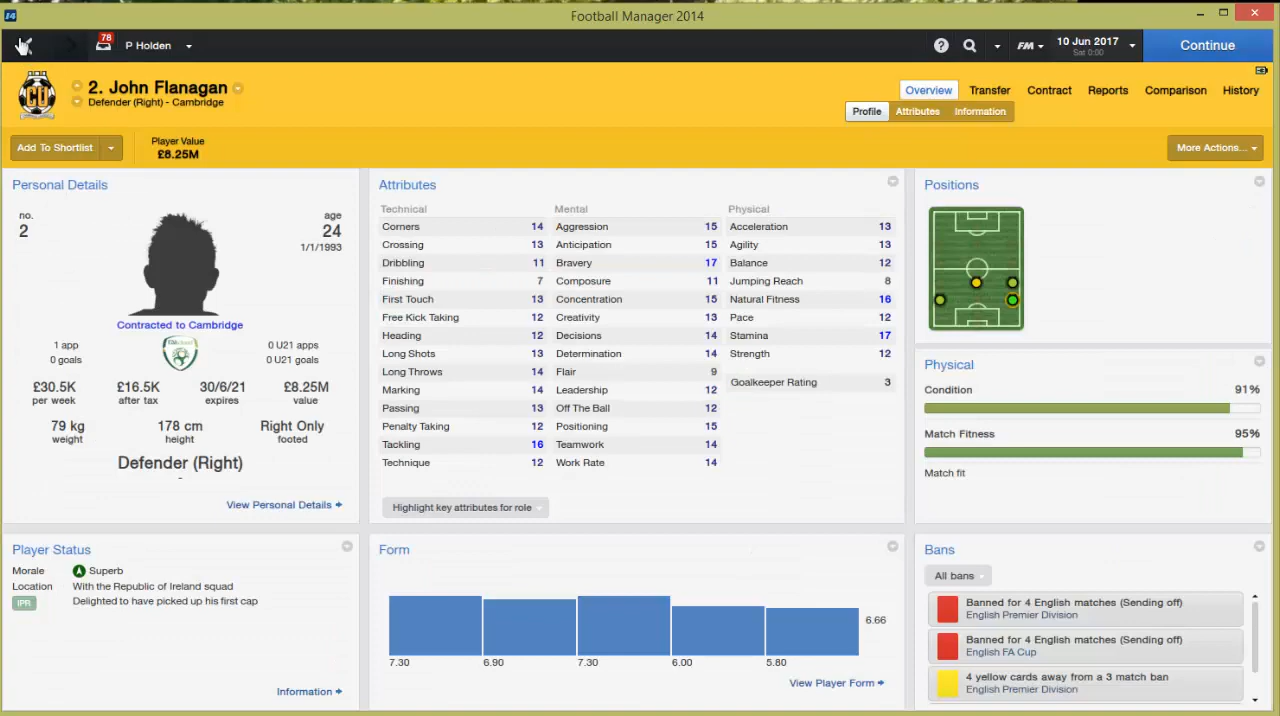 14
Football Manager 2014
78
P Holden
FM
10 Jun 2017
Sat 0:00
Continue
CU
2. John Flanagan
Defender (Right) - Cambridge
Overview
Transfer
Contract
Reports
Comparison
History
Profile
Attributes
Information
Add To Shortlist
Player Value
£8.25M
More Actions...
Personal Details
no.
2
age
24
1/1/1993
Contracted to Cambridge
1 app
0 goals
0 U21 apps
0 U21 goals
£30.5K
per week
£16.5K
after tax
30/6/21
expires
£8.25M
value
79 kg
weight
178 cm
height
Right Only
footed
Defender (Right)
-
View Personal Details
Attributes
Technical
Corners 14
Crossing 13
Dribbling 11
Finishing 7
First Touch 13
Free Kick Taking 12
Heading 12
Long Shots 13
Long Throws 14
Marking 14
Passing 13
Penalty Taking 12
Tackling 16
Technique 12
Mental
Aggression 15
Anticipation 15
Bravery 17
Composure 11
Concentration 15
Creativity 13
Decisions 14
Determination 14
Flair 9
Leadership 12
Off The Ball 12
Positioning 15
Teamwork 14
Work Rate 14
Physical
Acceleration 13
Agility 13
Balance 12
Jumping Reach 8
Natural Fitness 16
Pace 12
Stamina 17
Strength 12
Goalkeeper Rating 3
Highlight key attributes for role
Positions
Physical
Condition 91%
Match Fitness 95%
Match fit
Player Status
Morale Superb
Location With the Republic of Ireland squad
IPR Delighted to have picked up his first cap
Information
Form
6.66
7.30 6.90 7.30 6.00 5.80
View Player Form
Bans
All bans
Banned for 4 English matches (Sending off)
English Premier Division
Banned for 4 English matches (Sending off)
English FA Cup
4 yellow cards away from a 3 match ban
English Premier Division